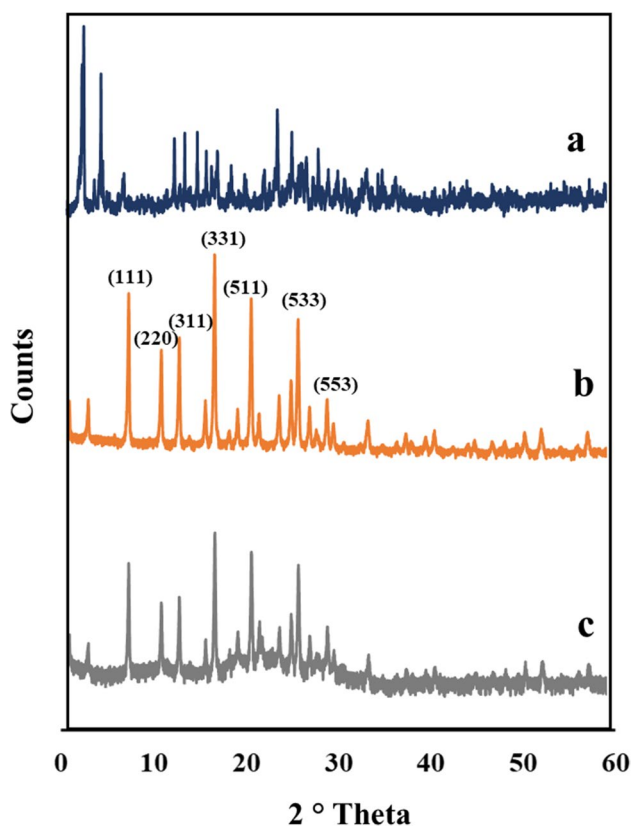 a
(331)
(111)
(511)
(533)
(311)
(220)
b
(553)
Counts
c
0 10 20 30 40 50 60
2 ° Theta